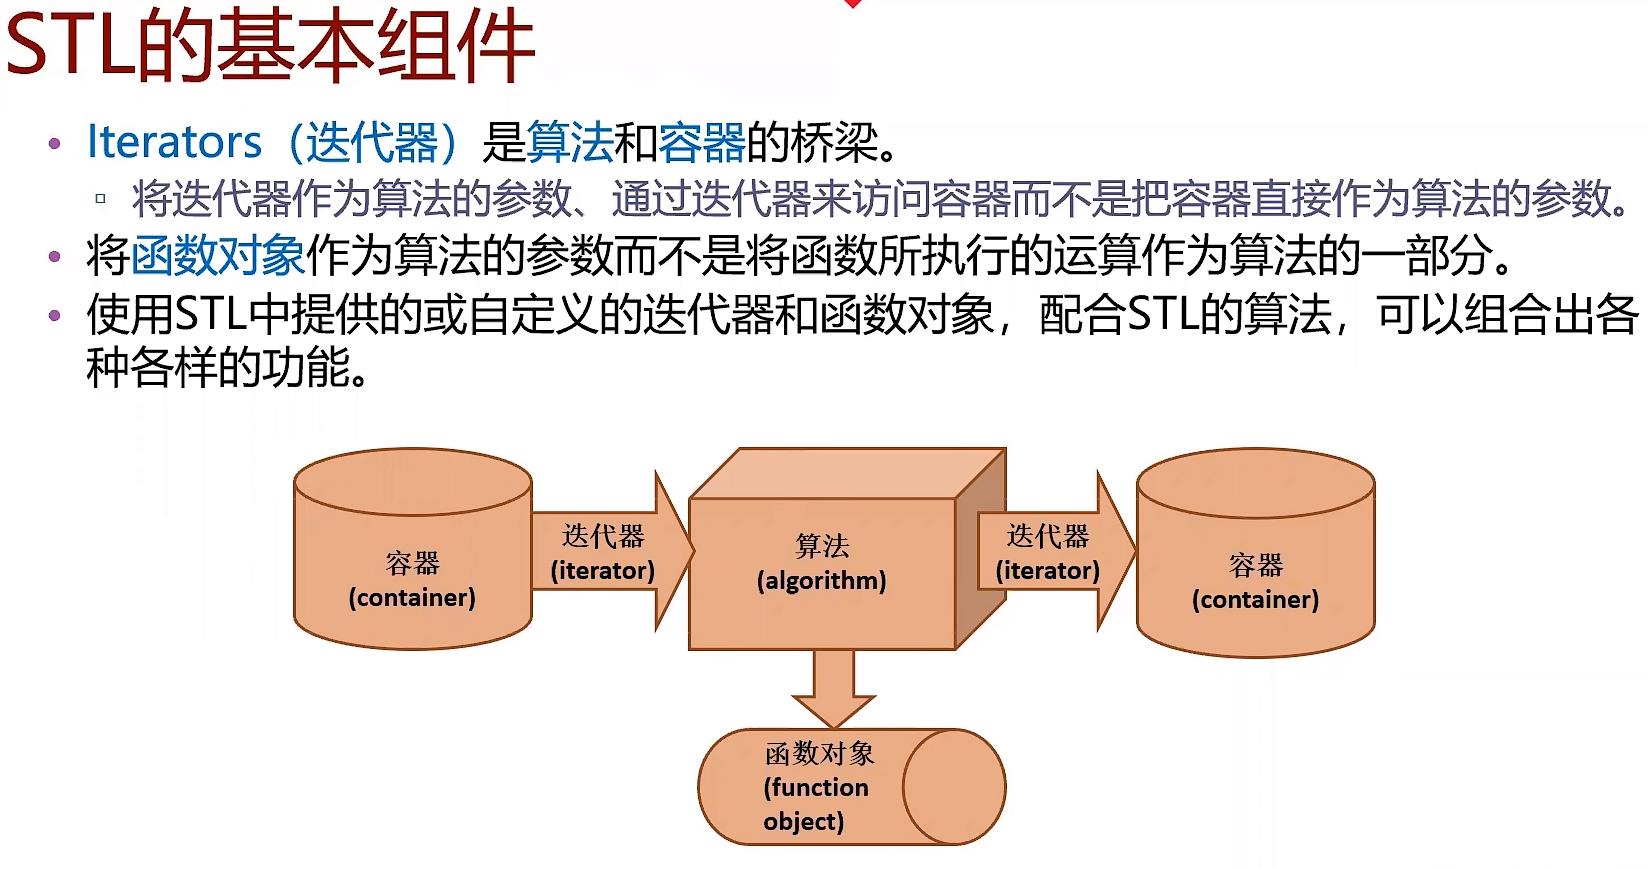 STL的基本组件
Iterators（迭代器）是算法和容器的桥梁。
将迭代器作为算法的参数、通过迭代器来访问容器而不是把容器直接作为算法的参数。
将函数对象作为算法的参数而不是将函数所执行的运算作为算法的一部分。
使用STL中提供的或自定义的迭代器和函数对象，配合STL的算法，可以组合出各
种各样的功能。
容器
(container)
迭代器
(iterator)
算法
(algorithm)
迭代器
(iterator)
容器
(container)
函数对象
(function
object)